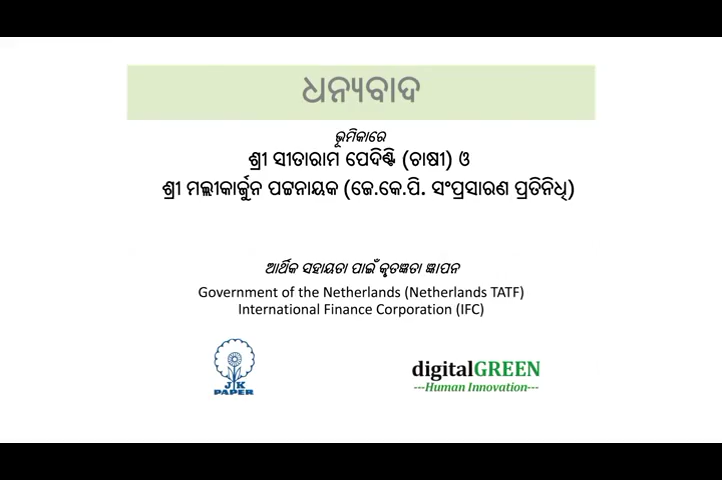 ଧନ୍ୟବାଦ
ଭୂମିକାରେ
ଶ୍ରୀ ସୀତାରାମ ପେଦିଣ୍ଟି (ଚାଷୀ) ଓ
ଶ୍ରୀ ମଲ୍ଲୀକାର୍ଜୁନ ପଟ୍ଟନାୟକ (ଜେ.କେ.ପି. ସଂପ୍ରସାରଣ ପ୍ରତିନିଧି)
ଆର୍ଥିକ ସହାୟତା ପାଇଁ କୃତଜ୍ଞତା ଜ୍ଞାପନ
Government of the Netherlands (Netherlands TATF)
International Finance Corporation (IFC)
JK
PAPER
digitalGREEN
---Human Innovation---